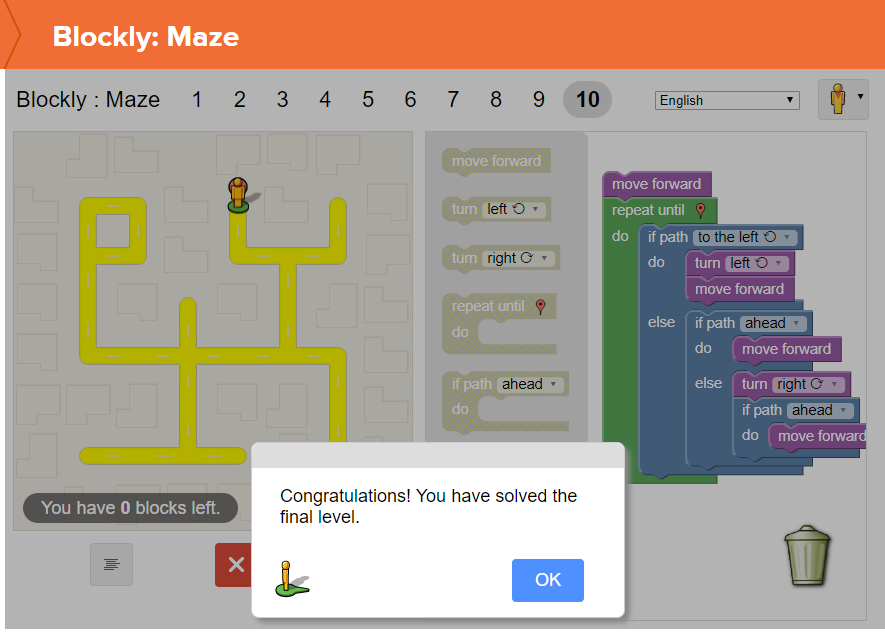 Blockly: Maze
Blockly : Maze 1 2 3 4 5 6 7 8 9 10 English
move forward
turn left
turn right
repeat until
do
if path ahead
do
move forward
repeat until
do if path to the left
do turn left
move forward
else if path ahead
do move forward
else turn right
if path ahead
do move forward
You have 0 blocks left.
Congratulations! You have solved the
final level.
OK